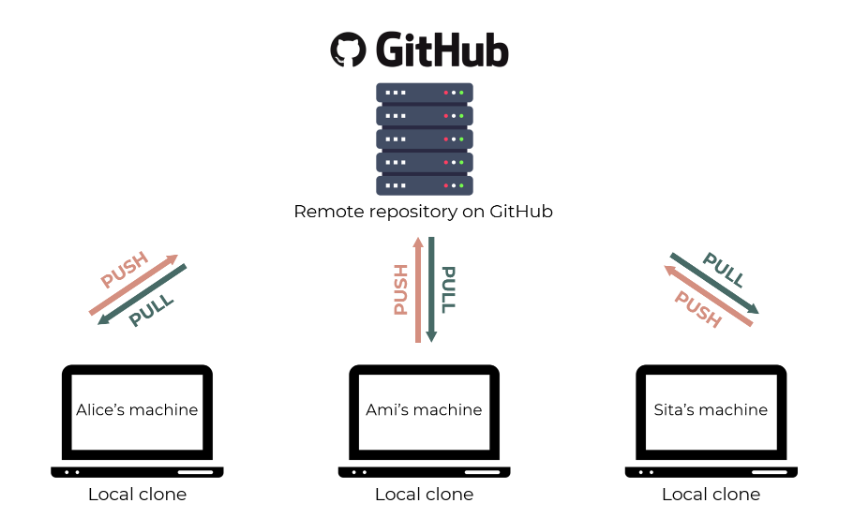 GitHub
Remote repository on GitHub
PUSH
PULL
PUSH
PULL
PULL
PUSH
Alice's machine
Ami's machine
Sita's machine
Local clone
Local clone
Local clone